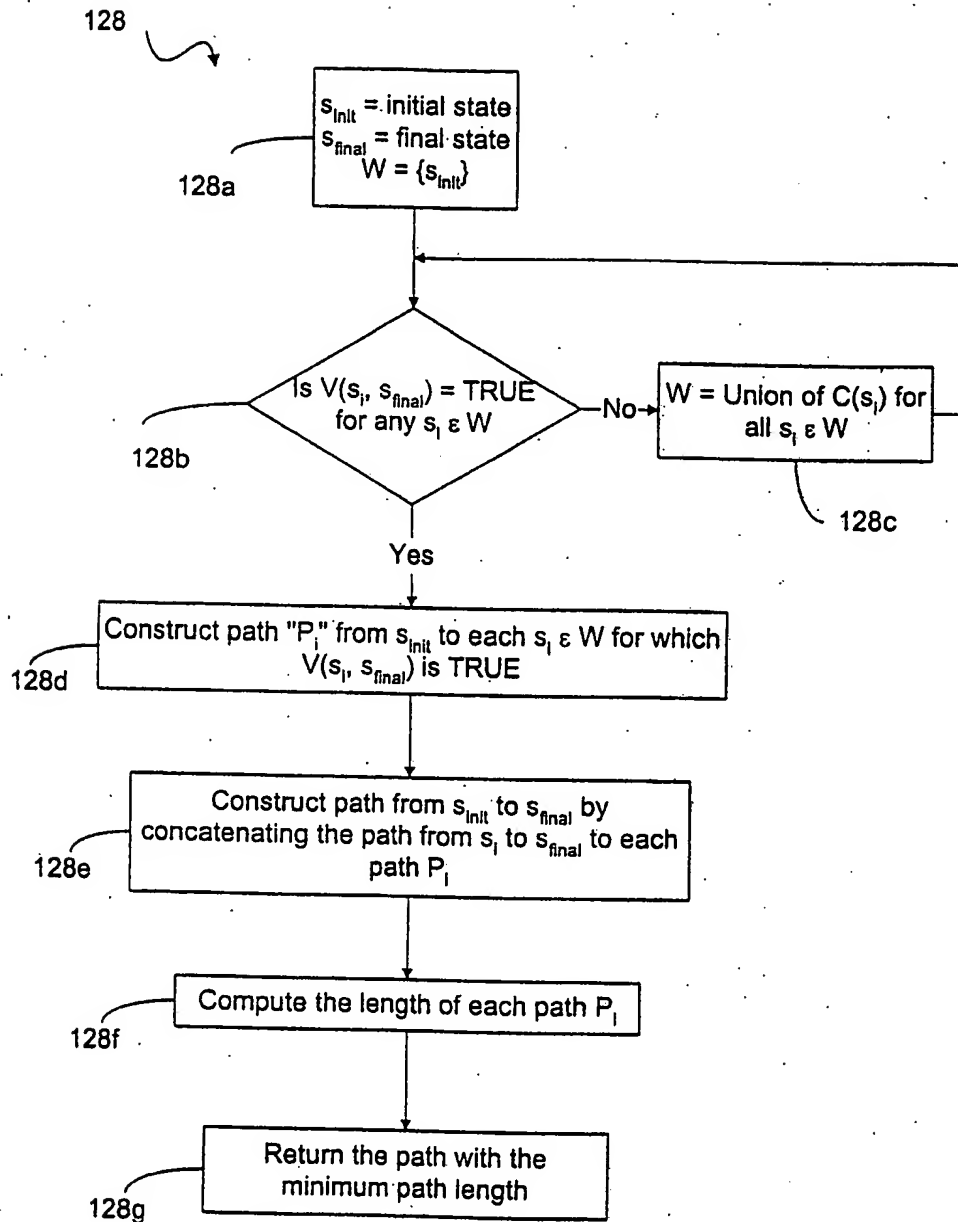 128
s_init = initial state
s_final = final state
W = {s_init}
128a
Is V(s_i, s_final) = TRUE
for any s_i ε W
128b
No
W = Union of C(s_i) for
all s_i ε W
128c
Yes
Construct path "P_i" from s_init to each s_i ε W for which
V(s_i, s_final) is TRUE
128d
Construct path from s_init to s_final by
concatenating the path from s_i to s_final to each
path P_i
128e
Compute the length of each path P_i
128f
Return the path with the
minimum path length
128g